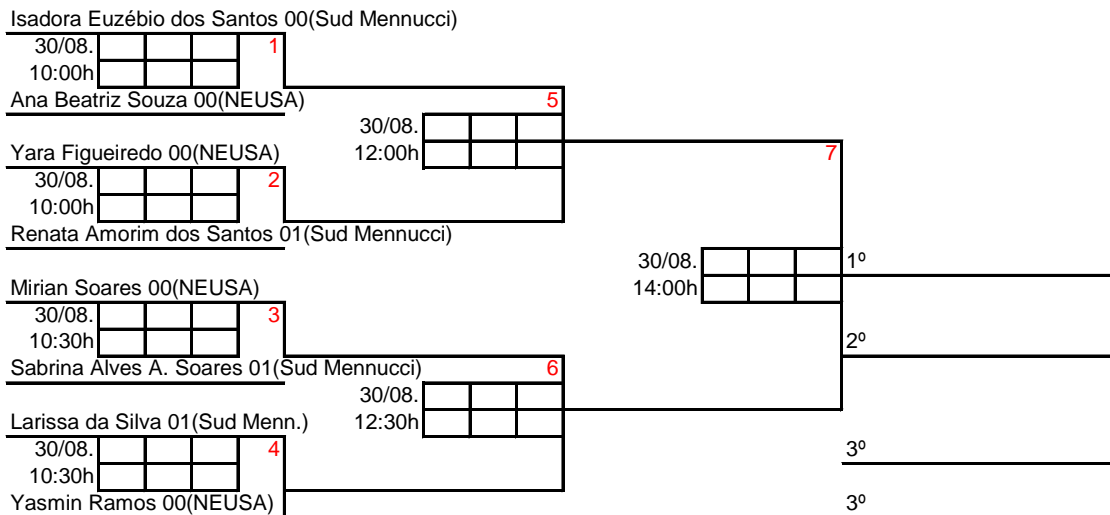 Isadora Euzébio dos Santos 00(Sud Mennucci)
30/08. 1
10:00h
Ana Beatriz Souza 00(NEUSA) 5
30/08.
12:00h
Yara Figueiredo 00(NEUSA) 7
30/08. 2
10:00h
Renata Amorim dos Santos 01(Sud Mennucci)
30/08. 1º
14:00h
Mirian Soares 00(NEUSA)
30/08. 3
10:30h
2º
Sabrina Alves A. Soares 01(Sud Mennucci) 6
30/08.
12:30h
Larissa da Silva 01(Sud Menn.)
30/08. 4
10:30h
3º
Yasmin Ramos 00(NEUSA)
3º